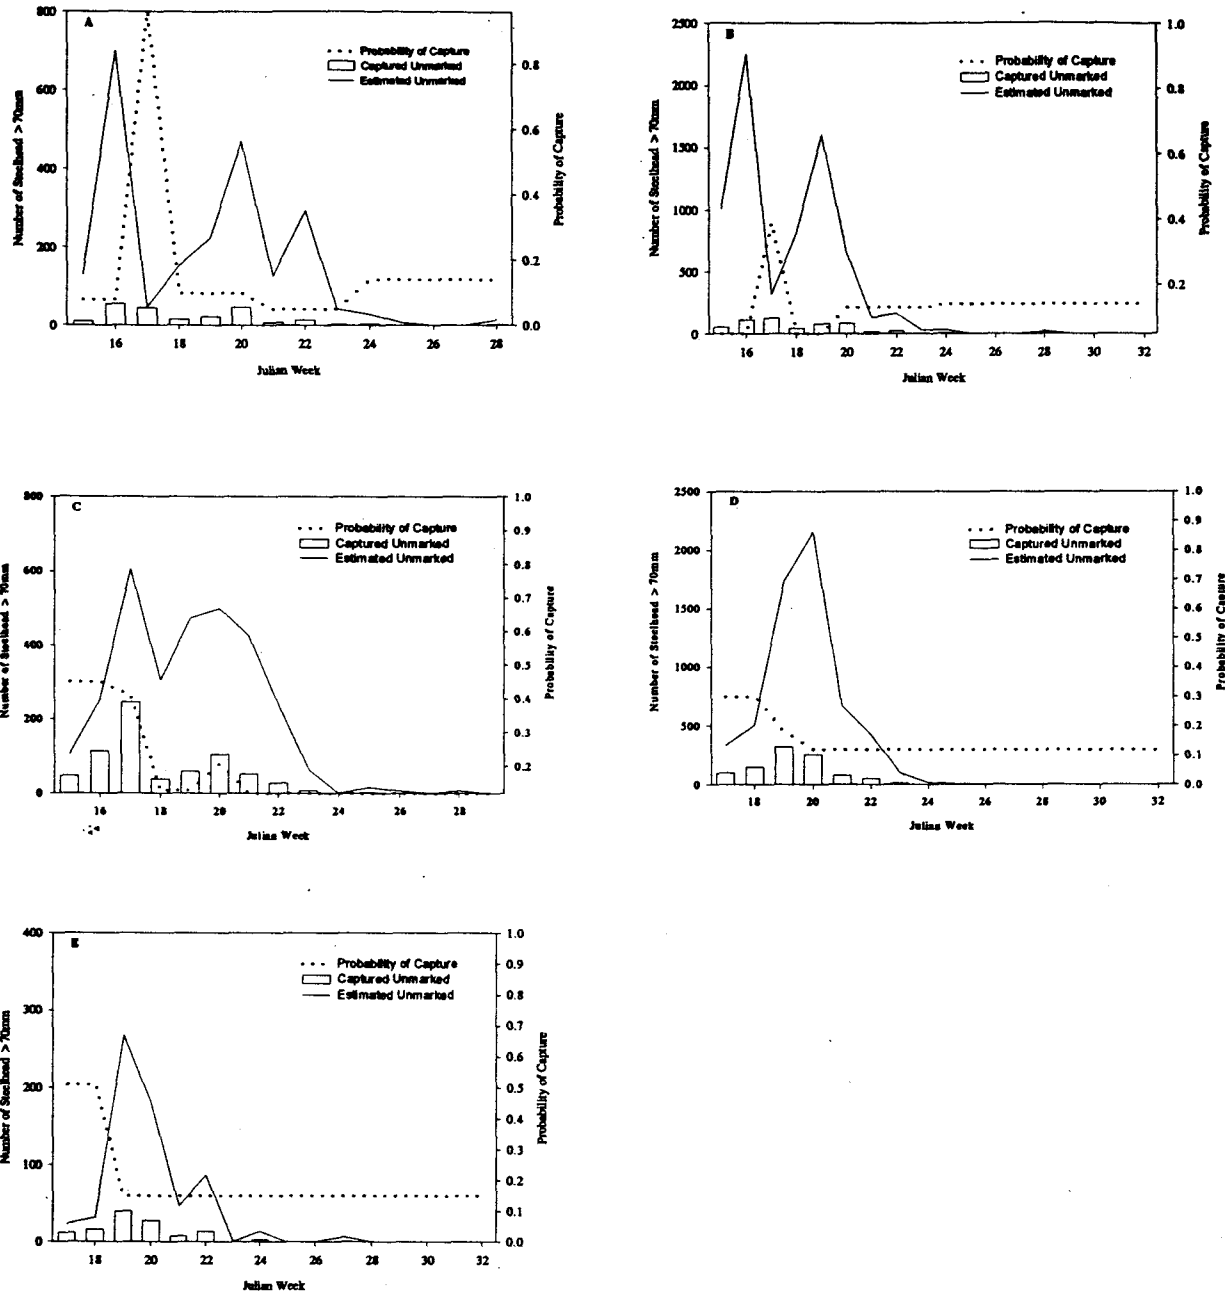 A
Probability of Capture
Captured Unmarked
Estimated Unmarked
Number of Steelhead > 70mm
800
600
400
200
0
0.8
0.6
0.4
0.2
0.0
Probability of Capture
16 18 20 22 24 26 28
Julian Week
B
Probability of Capture
Captured Unmarked
Estimated Unmarked
Number of Steelhead > 70mm
2500
2000
1500
1000
500
0
1.0
0.8
0.6
0.4
0.2
Probability of Capture
16 18 20 22 24 26 28 30 32
Julian Week
C
Probability of Capture
Captured Unmarked
Estimated Unmarked
Number of Steelhead > 70mm
800
600
400
200
0
1.0
0.9
0.8
0.7
0.6
0.5
0.4
0.3
0.2
Probability of Capture
16 18 20 22 24 26 28
Julian Week
D
Probability of Capture
Captured Unmarked
Estimated Unmarked
Number of Steelhead > 70mm
2500
2000
1500
1000
500
0
1.0
0.9
0.8
0.7
0.6
0.5
0.4
0.3
0.2
0.1
0.0
Probability of Capture
18 20 22 24 26 28 30 32
Julian Week
E
Probability of Capture
Captured Unmarked
Estimated Unmarked
Number of Steelhead > 70mm
400
300
200
100
0
1.0
0.9
0.8
0.7
0.6
0.5
0.4
0.3
0.2
0.1
0.0
Probability of Capture
18 20 22 24 26 28 30 32
Julian Week